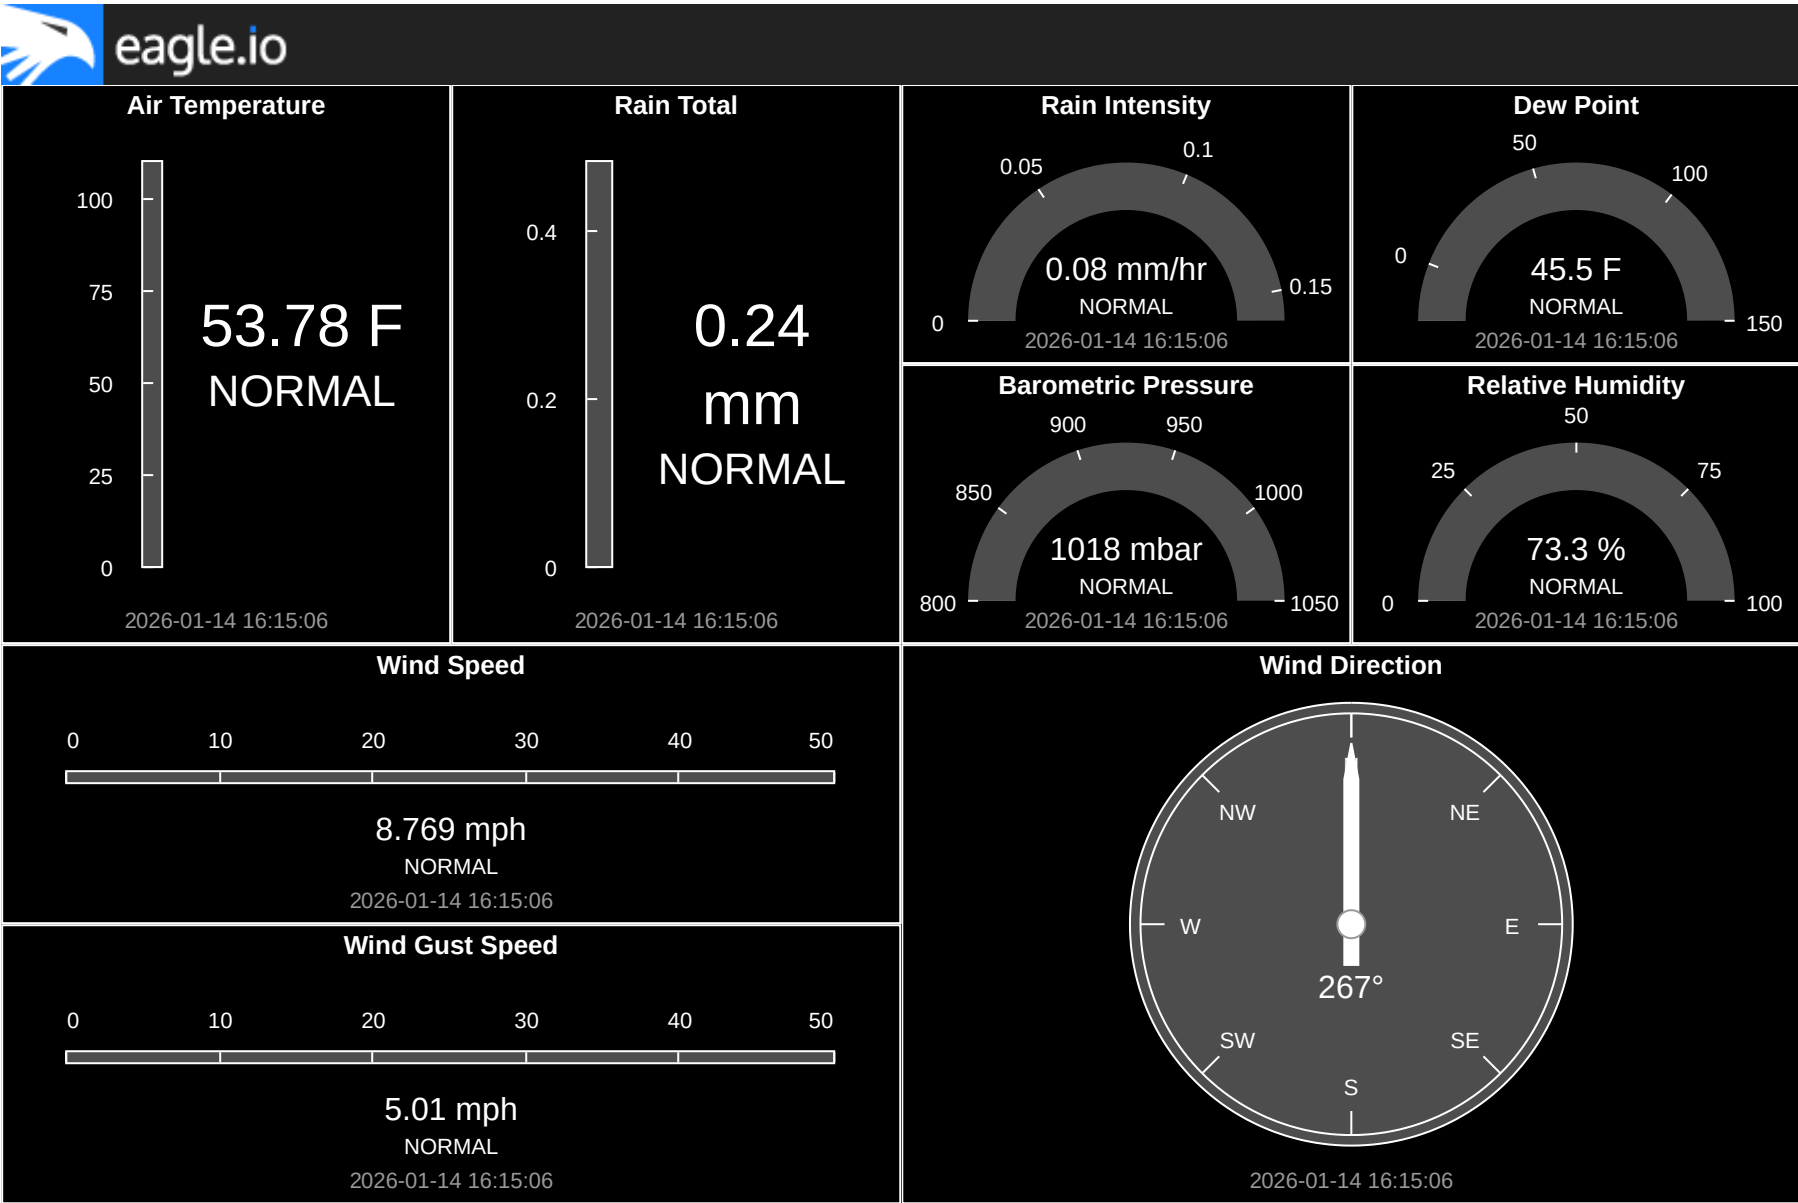 eagle.io
Air Temperature
100
75
50
25
0
53.78 F
NORMAL
2026-01-14 16:15:06
Rain Total
0.4
0.2
0
0.24
mm
NORMAL
2026-01-14 16:15:06
Rain Intensity
0
0.05
0.1
0.15
0.08 mm/hr
NORMAL
2026-01-14 16:15:06
Dew Point
0
50
100
150
45.5 F
NORMAL
2026-01-14 16:15:06
Barometric Pressure
800
850
900
950
1000
1050
1018 mbar
NORMAL
2026-01-14 16:15:06
Relative Humidity
0
25
50
75
100
73.3 %
NORMAL
2026-01-14 16:15:06
Wind Speed
0 10 20 30 40 50
8.769 mph
NORMAL
2026-01-14 16:15:06
Wind Gust Speed
0 10 20 30 40 50
5.01 mph
NORMAL
2026-01-14 16:15:06
Wind Direction
NW NE
W E
267°
SW SE
S
2026-01-14 16:15:06